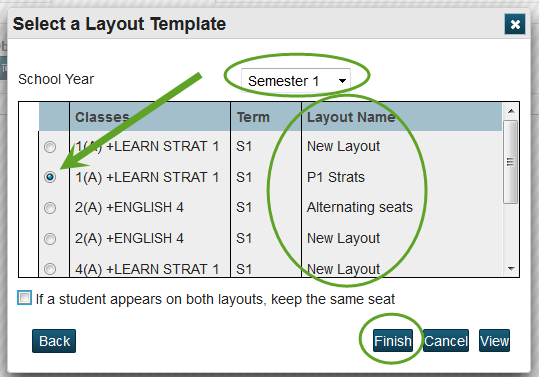 Select a Layout Template
School Year Semester 1
Classes Term Layout Name
1(A) +LEARN STRAT 1 S1 New Layout
1(A) +LEARN STRAT 1 S1 P1 Strats
2(A) +ENGLISH 4 S1 Alternating seats
2(A) +ENGLISH 4 S1 New Layout
4(A) +LEARN STRAT 1 S1 New Layout
If a student appears on both layouts, keep the same seat
Back Finish Cancel View